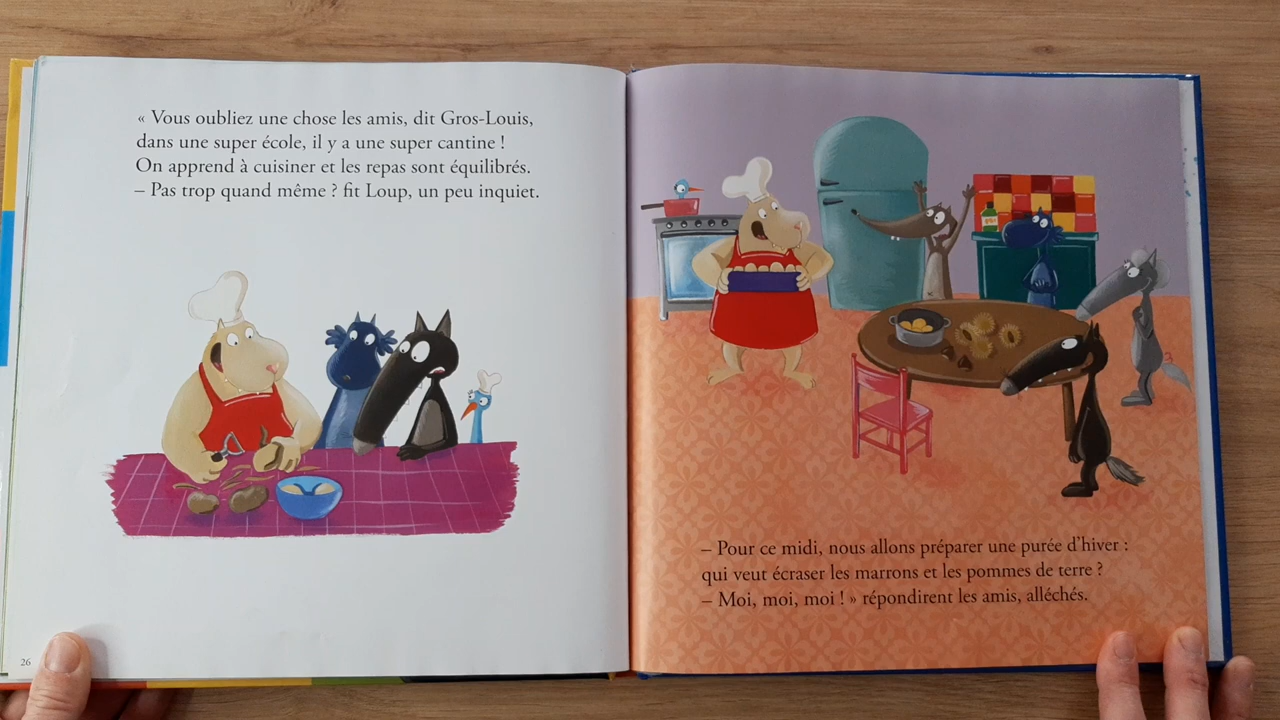 « Vous oubliez une chose les amis, dit Gros-Louis,
dans une super école, il y a une super cantine !
On apprend à cuisiner et les repas sont équilibrés.
– Pas trop quand même ? fit Loup, un peu inquiet.
26
– Pour ce midi, nous allons préparer une purée d’hiver :
qui veut écraser les marrons et les pommes de terre ?
– Moi, moi, moi ! » répondirent les amis, alléchés.